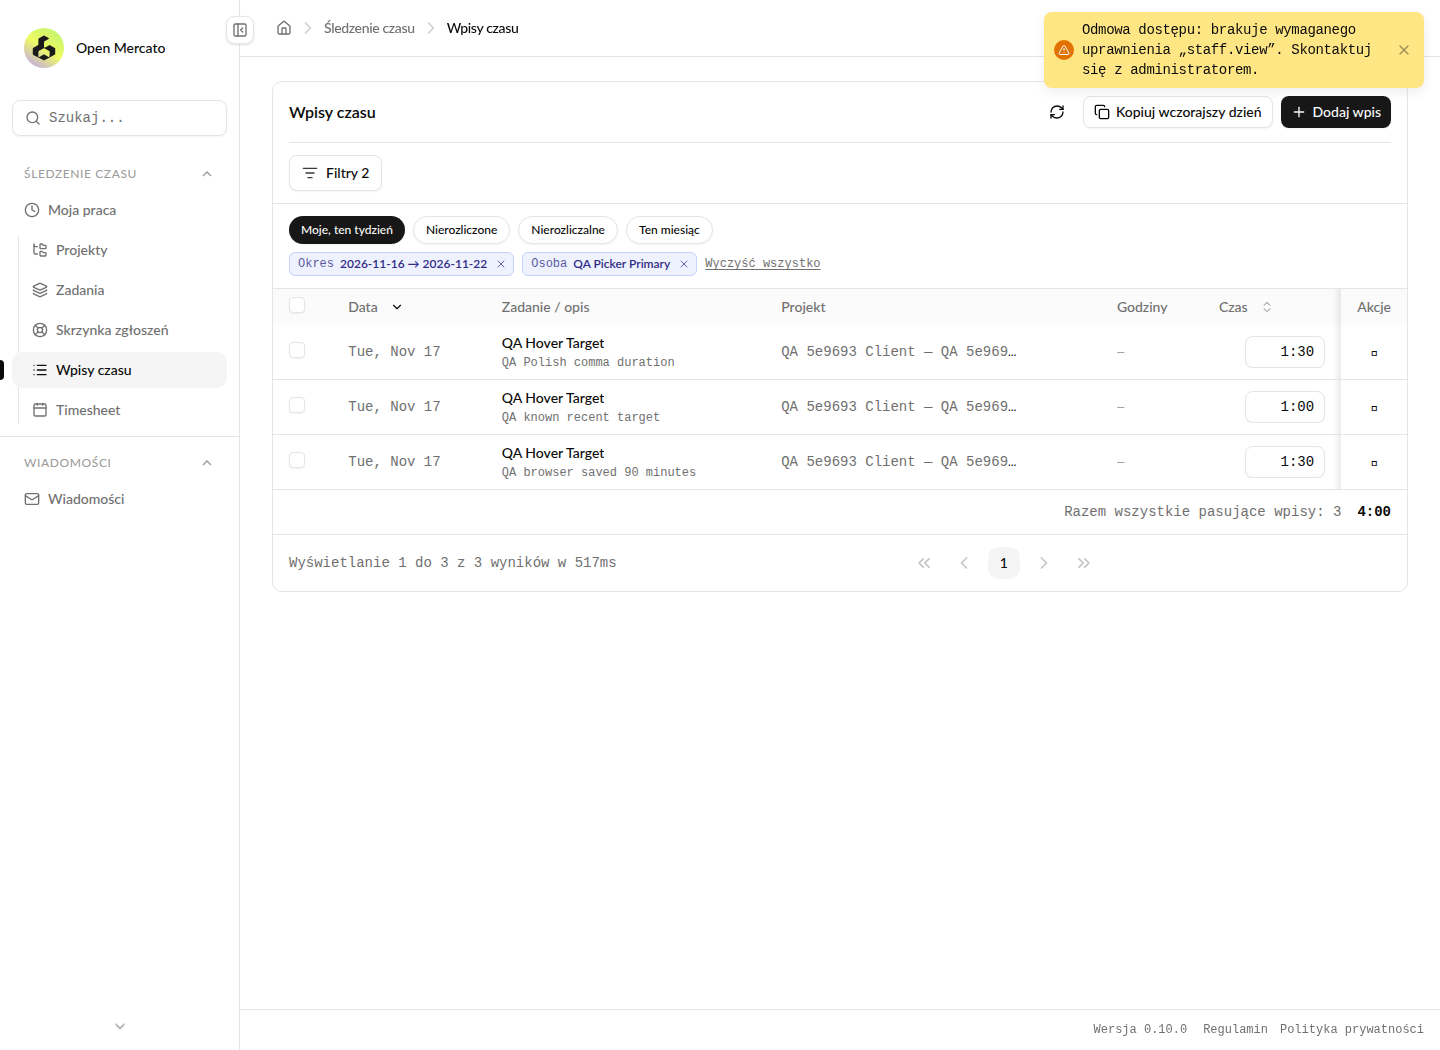 Open Mercato
Szukaj...
ŚLEDZENIE CZASU
Moja praca
Projekty
Zadania
Skrzynka zgłoszeń
Wpisy czasu
Timesheet
WIADOMOŚCI
Wiadomości
Śledzenie czasu
Wpisy czasu
Odmowa dostępu: brakuje wymaganego
uprawnienia „staff.view”. Skontaktuj
się z administratorem.
Wpisy czasu
Kopiuj wczorajszy dzień
Dodaj wpis
Filtry 2
Moje, ten tydzień
Nierozliczone
Nierozliczalne
Ten miesiąc
Okres 2026-11-16 → 2026-11-22
Osoba QA Picker Primary
Wyczyść wszystko
Data Zadanie / opis Projekt Godziny Czas Akcje
Tue, Nov 17 QA Hover Target QA 5e9693 Client — QA 5e969… – 1:30
QA Polish comma duration
Tue, Nov 17 QA Hover Target QA 5e9693 Client — QA 5e969… – 1:00
QA known recent target
Tue, Nov 17 QA Hover Target QA 5e9693 Client — QA 5e969… – 1:30
QA browser saved 90 minutes
Razem wszystkie pasujące wpisy: 3 4:00
Wyświetlanie 1 do 3 z 3 wyników w 517ms
1
Wersja 0.10.0 Regulamin Polityka prywatności